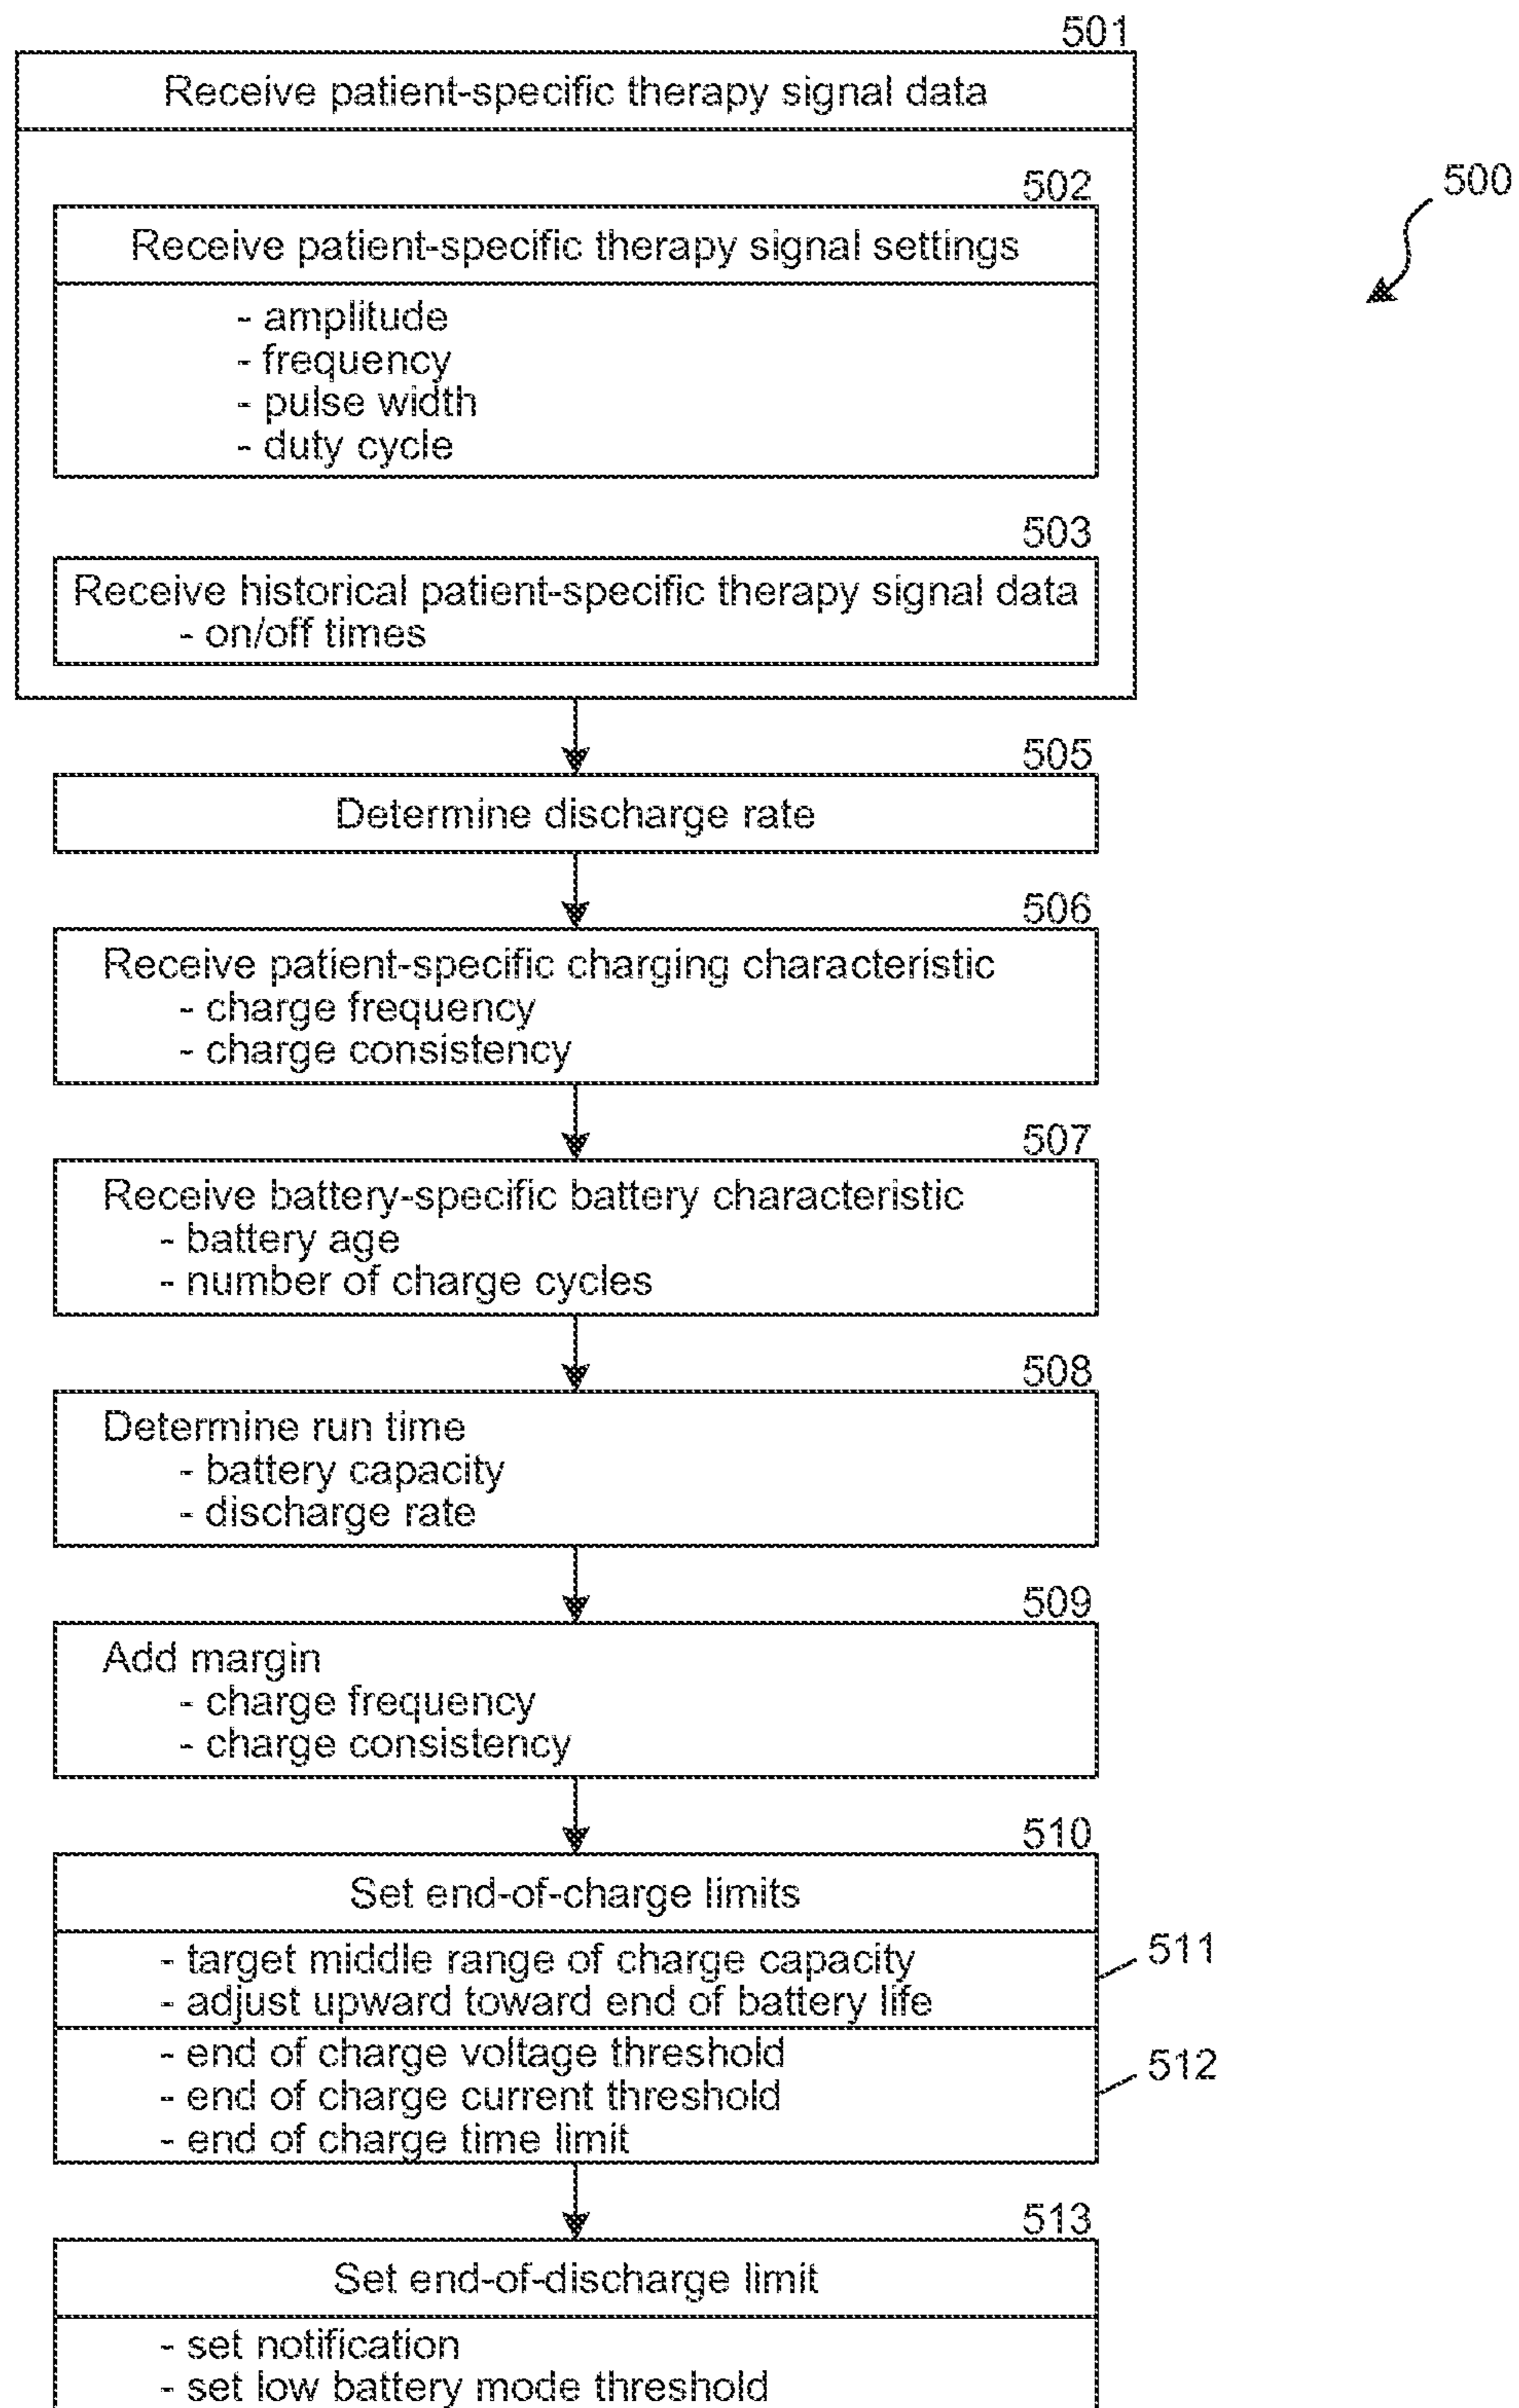 501
Receive patient-specific therapy signal data
500
502
Receive patient-specific therapy signal settings
- amplitude
- frequency
- pulse width
- duty cycle
503
Receive historical patient-specific therapy signal data
- on/off times
505
Determine discharge rate
506
Receive patient-specific charging characteristic
- charge frequency
- charge consistency
507
Receive battery-specific battery characteristic
- battery age
- number of charge cycles
508
Determine run time
- battery capacity
- discharge rate
509
Add margin
- charge frequency
- charge consistency
510
Set end-of-charge limits
- target middle range of charge capacity
- adjust upward toward end of battery life
511
- end of charge voltage threshold
- end of charge current threshold
- end of charge time limit
512
513
Set end-of-discharge limit
- set notification
- set low battery mode threshold